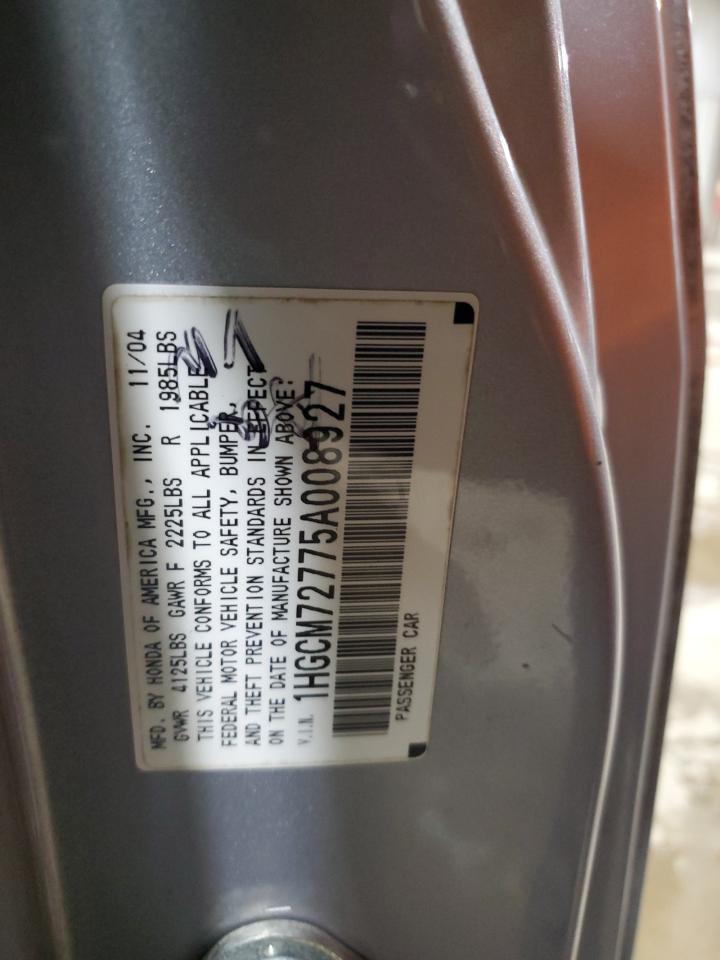 MFD. BY HONDA OF AMERICA MFG., INC. 11/04
GVWR 4125LBS GAWR F 2225LBS R 1985LBS
THIS VEHICLE CONFORMS TO ALL APPLICABLE
FEDERAL MOTOR VEHICLE SAFETY, BUMPER,
AND THEFT PREVENTION STANDARDS IN EFFECT
ON THE DATE OF MANUFACTURE SHOWN ABOVE:
V.I.N. 1HGCM72775A008927
PASSENGER CAR